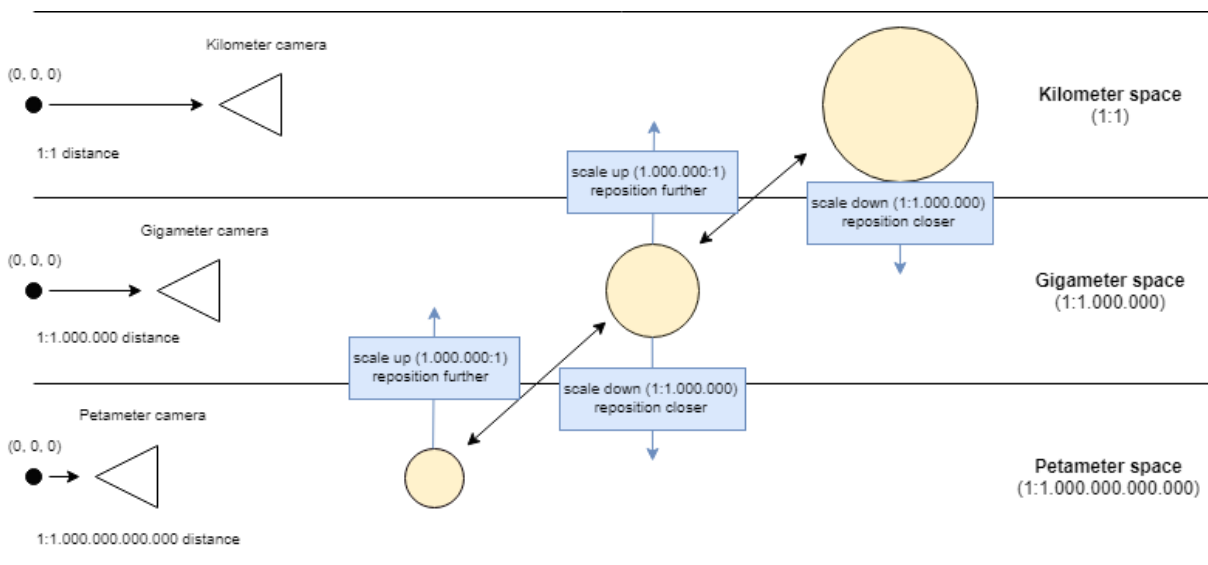 Kilometer camera
(0, 0, 0)
1:1 distance
Kilometer space
(1:1)
scale up (1.000.000:1)
reposition further
scale down (1:1.000.000)
reposition closer
Gigameter camera
(0, 0, 0)
1:1.000.000 distance
Gigameter space
(1:1.000.000)
scale up (1.000.000:1)
reposition further
scale down (1:1.000.000)
reposition closer
Petameter camera
(0, 0, 0)
1:1.000.000.000.000 distance
Petameter space
(1:1.000.000.000.000)